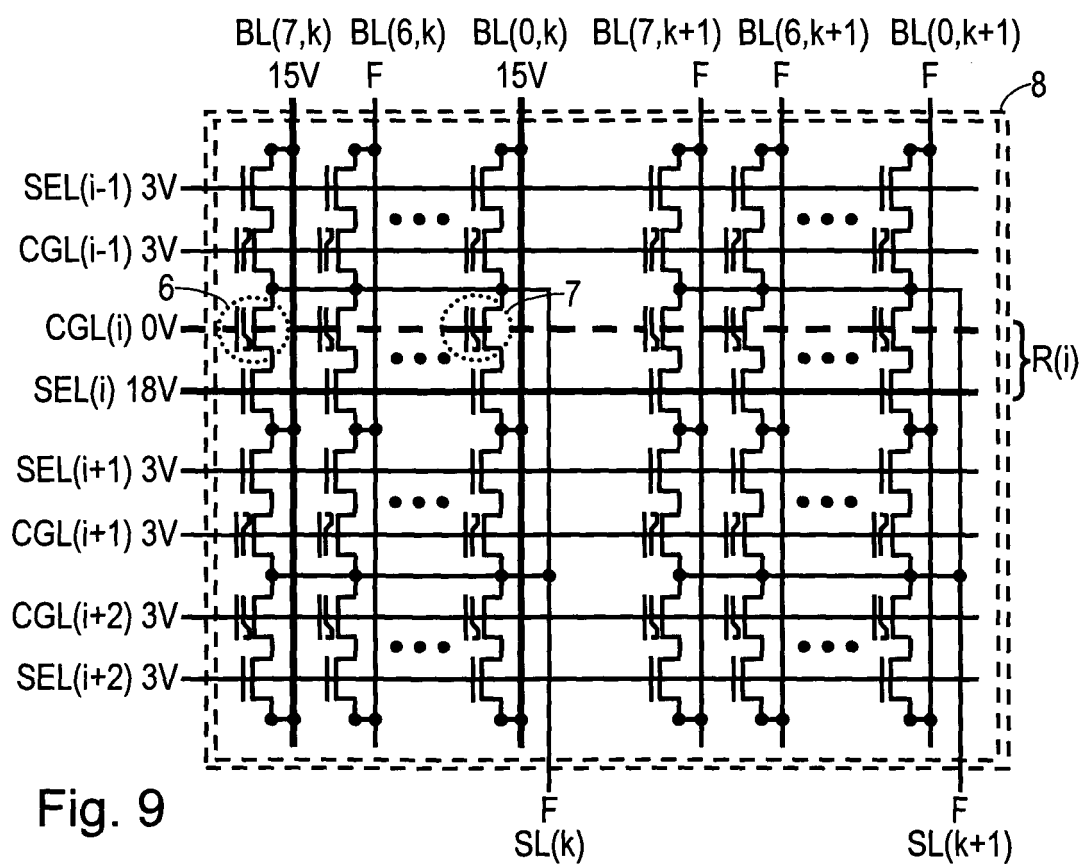 BL(7,k) BL(6,k) BL(0,k) BL(7,k+1) BL(6,k+1) BL(0,k+1)
15V F 15V F F F
8
SEL(i-1) 3V
CGL(i-1) 3V
6 7
CGL(i) 0V
R(i)
SEL(i) 18V
SEL(i+1) 3V
CGL(i+1) 3V
CGL(i+2) 3V
SEL(i+2) 3V
Fig. 9
F F
SL(k) SL(k+1)